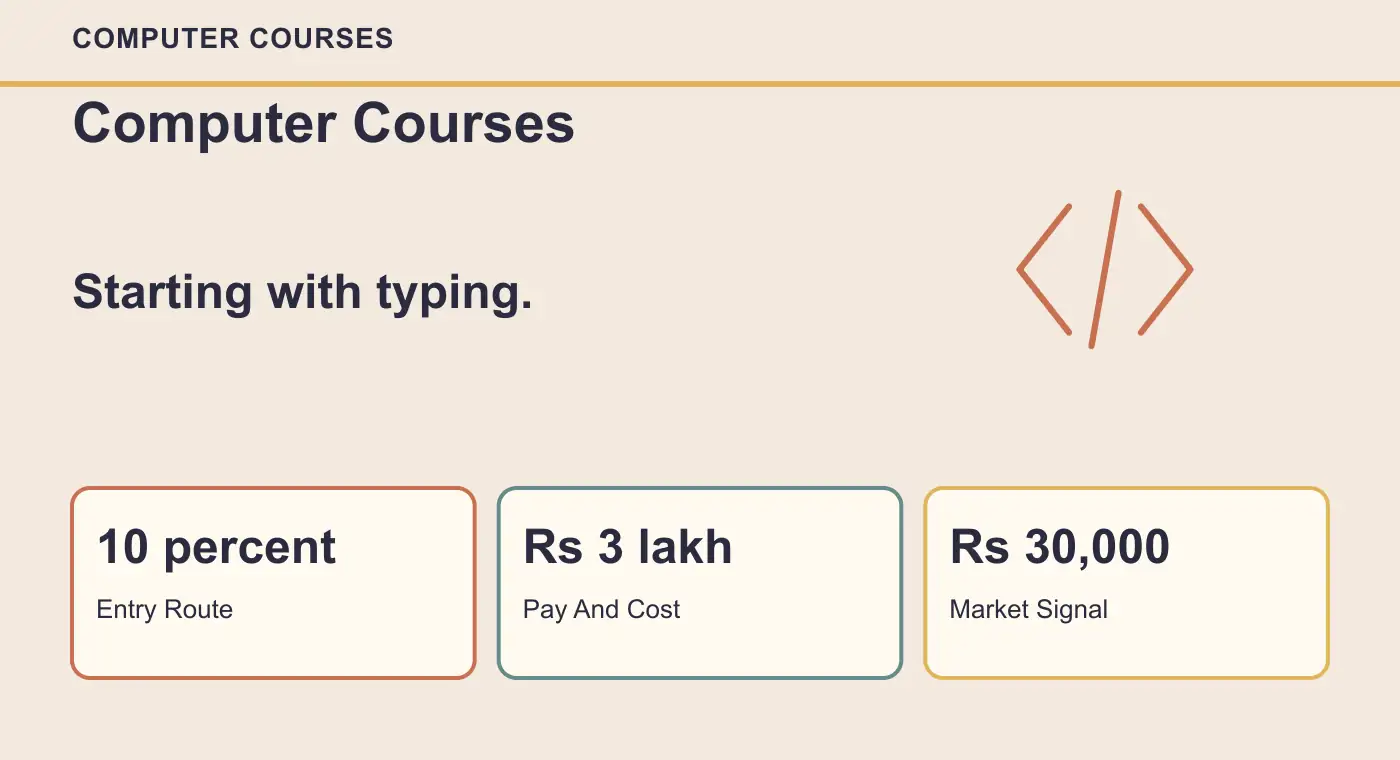 COMPUTER COURSES
Computer Courses
Starting with typing.
10 percent
Entry Route
Rs 3 lakh
Pay And Cost
Rs 30,000
Market Signal